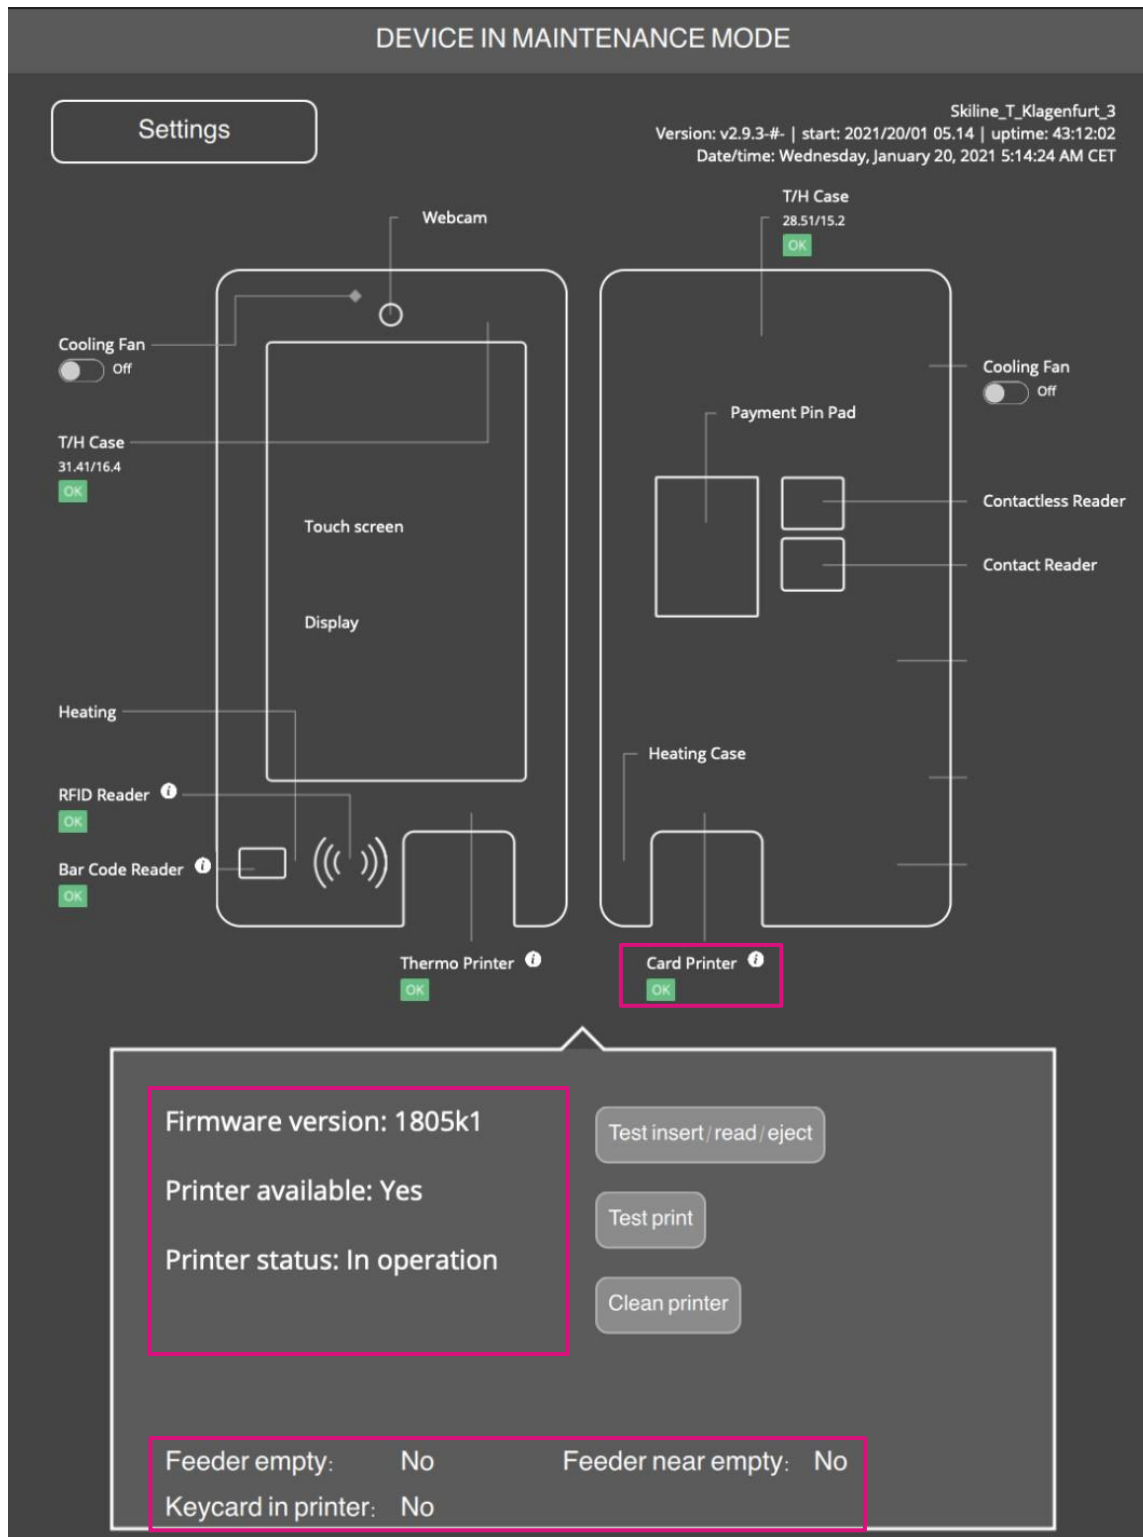 DEVICE IN MAINTENANCE MODE
Settings
Skiline_T_Klagenfurt_3
Version: v2.9.3-#- | start: 2021/20/01 05.14 | uptime: 43:12:02
Date/time: Wednesday, January 20, 2021 5:14:24 AM CET
T/H Case
28.51/15.2
OK
Webcam
Cooling Fan
Off
Cooling Fan
Off
Payment Pin Pad
T/H Case
31.41/16.4
OK
Contactless Reader
Touch screen
Contact Reader
Display
Heating
Heating Case
RFID Reader i
OK
Bar Code Reader i
OK
Thermo Printer i
OK
Card Printer i
OK
Firmware version: 1805k1
Test insert/read/eject
Printer available: Yes
Test print
Printer status: In operation
Clean printer
Feeder empty: No Feeder near empty: No
Keycard in printer: No